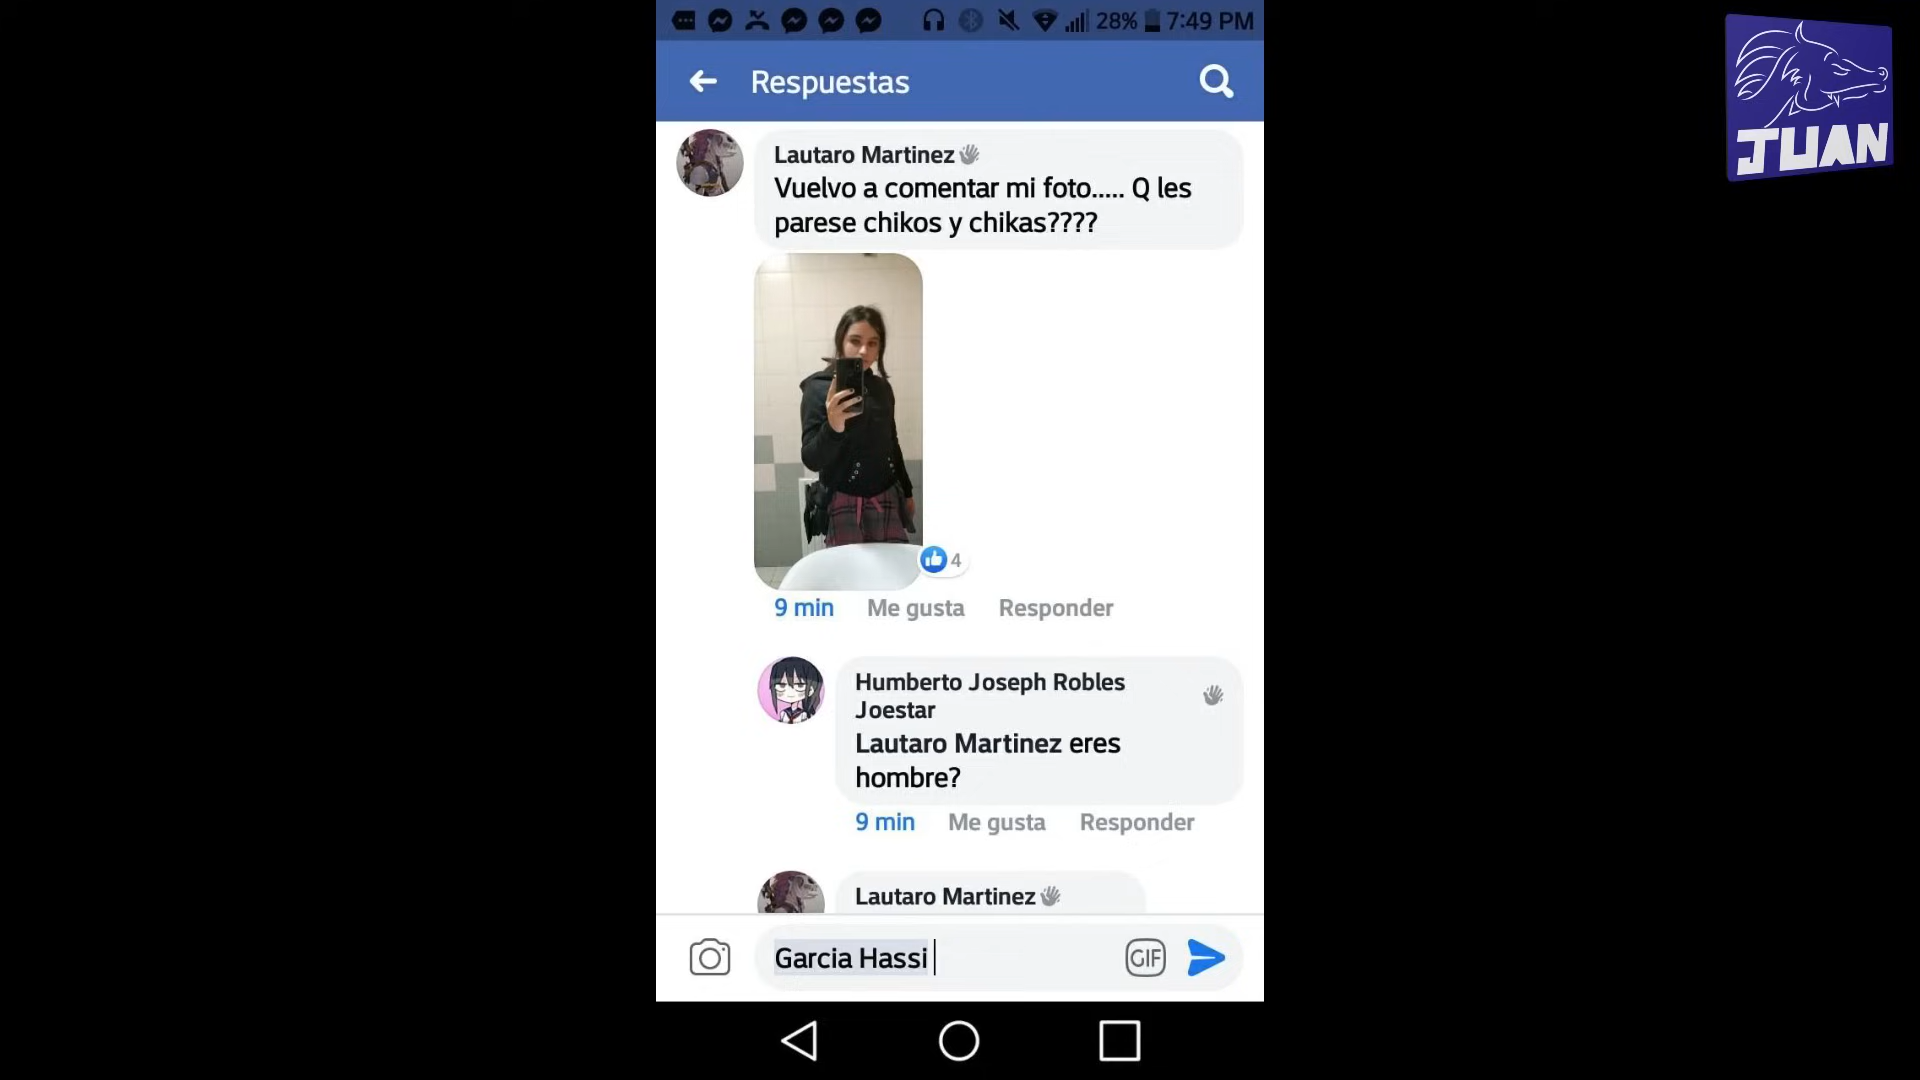 28% 7:49 PM
Respuestas
JUAN
Lautaro Martinez
Vuelvo a comentar mi foto..... Q les
parese chikos y chikas????
4
9 min Me gusta Responder
Humberto Joseph Robles
Joestar
Lautaro Martinez eres
hombre?
9 min Me gusta Responder
Lautaro Martinez
Garcia Hassi GIF